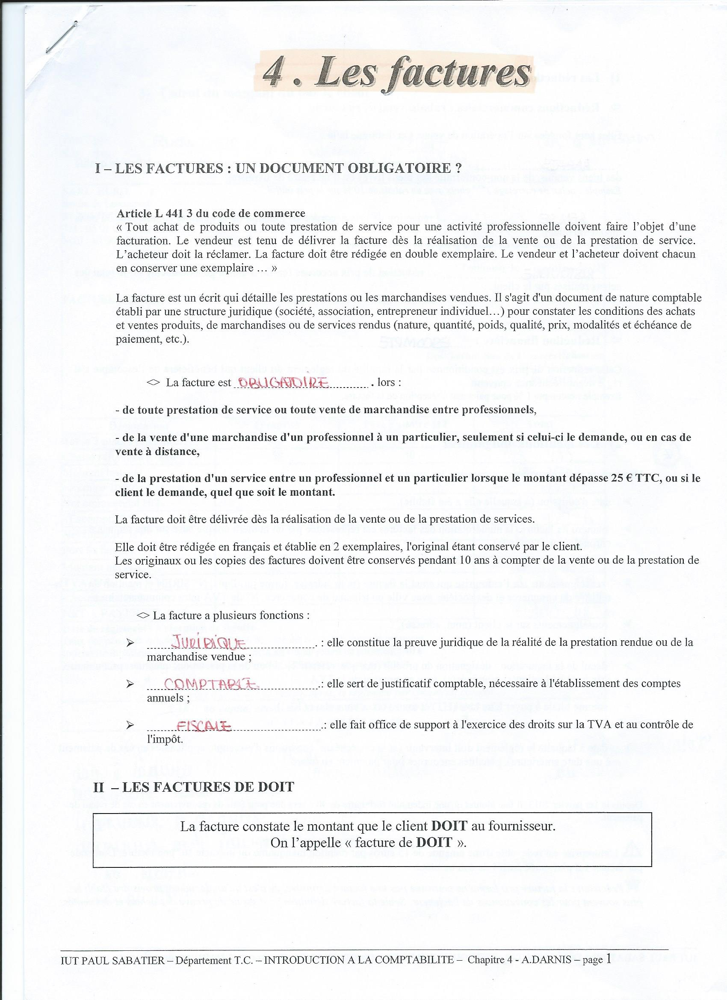 4 . Les factures
I – LES FACTURES : UN DOCUMENT OBLIGATOIRE ?
Article L 441 3 du code de commerce
« Tout achat de produits ou toute prestation de service pour une activité professionnelle doivent faire l’objet d’une
facturation. Le vendeur est tenu de délivrer la facture dès la réalisation de la vente ou de la prestation de service.
L’acheteur doit la réclamer. La facture doit être rédigée en double exemplaire. Le vendeur et l’acheteur doivent chacun
en conserver une exemplaire … »
La facture est un écrit qui détaille les prestations ou les marchandises vendues. Il s'agit d'un document de nature comptable
établi par une structure juridique (société, association, entrepreneur individuel…) pour constater les conditions des achats
et ventes produits, de marchandises ou de services rendus (nature, quantité, poids, qualité, prix, modalités et échéance de
paiement, etc.).
<> La facture est OBLIGATOIRE . lors :
- de toute prestation de service ou toute vente de marchandise entre professionnels,
- de la vente d'une marchandise d'un professionnel à un particulier, seulement si celui-ci le demande, ou en cas de
vente à distance,
- de la prestation d'un service entre un professionnel et un particulier lorsque le montant dépasse 25 € TTC, ou si le
client le demande, quel que soit le montant.
La facture doit être délivrée dès la réalisation de la vente ou de la prestation de services.
Elle doit être rédigée en français et établie en 2 exemplaires, l'original étant conservé par le client.
Les originaux ou les copies des factures doivent être conservés pendant 10 ans à compter de la vente ou de la prestation de
service.
<> La facture a plusieurs fonctions :
➢ JURIDIQUE . : elle constitue la preuve juridique de la réalité de la prestation rendue ou de la
marchandise vendue ;
➢ COMPTABLE .: elle sert de justificatif comptable, nécessaire à l'établissement des comptes
annuels ;
➢ FISCALE .: elle fait office de support à l'exercice des droits sur la TVA et au contrôle de
l'impôt.
II – LES FACTURES DE DOIT
La facture constate le montant que le client DOIT au fournisseur.
On l’appelle « facture de DOIT ».
IUT PAUL SABATIER – Département T.C. – INTRODUCTION A LA COMPTABILITE – Chapitre 4 - A.DARNIS – page 1